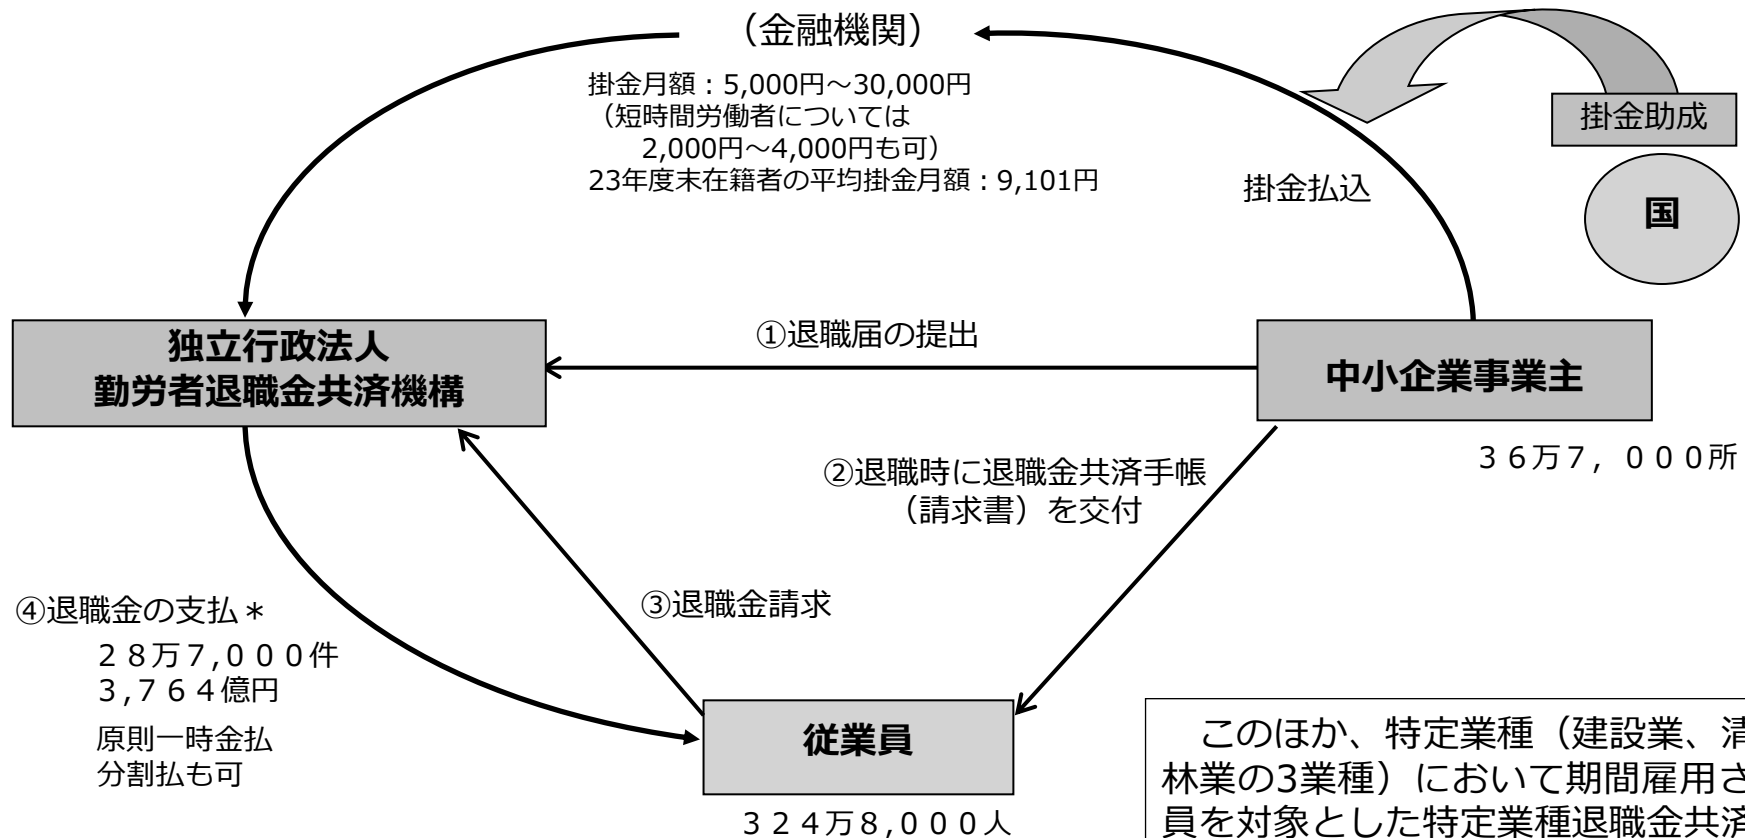 （金融機関）
掛金月額：5,000円～30,000円
（短時間労働者については
2,000円～4,000円も可）
23年度末在籍者の平均掛金月額：9,101円
掛金助成
国
掛金払込
独立行政法人
勤労者退職金共済機構
①退職届の提出
中小企業事業主
３６万７，０００所
②退職時に退職金共済手帳
（請求書）を交付
③退職金請求
④退職金の支払＊
２８万７,０００件
３,７６４億円
原則一時金払
分割払も可
従業員
３２４万８,０００人
このほか、特定業種（建設業、清
林業の3業種）において期間雇用さ
員を対象とした特定業種退職金共済